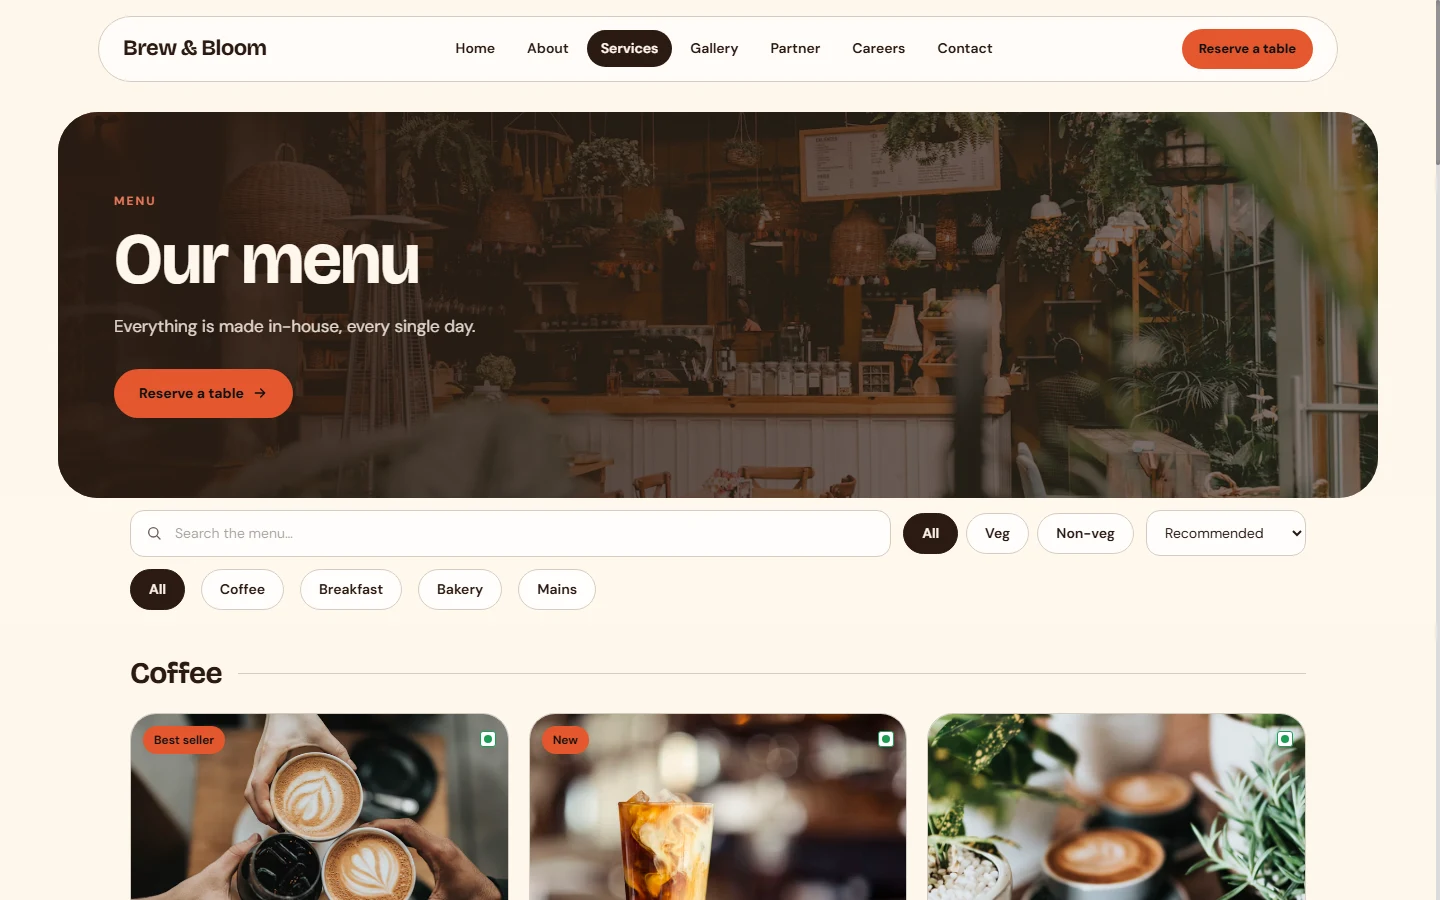 Brew & Bloom
Home About Services Gallery Partner Careers Contact
Reserve a table
MENU
Our menu
Everything is made in-house, every single day.
Reserve a table →
Search the menu...
All Veg Non-veg Recommended
All Coffee Breakfast Bakery Mains
Coffee
Best seller
New